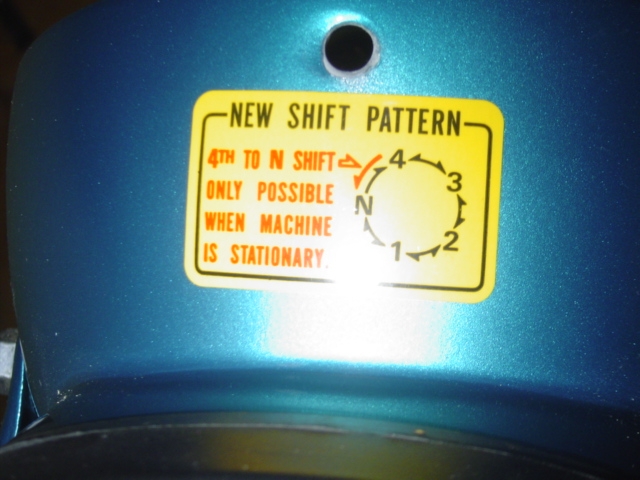 NEW SHIFT PATTERN
4TH TO N SHIFT
ONLY POSSIBLE
WHEN MACHINE
IS STATIONARY.
4
3
N
2
1